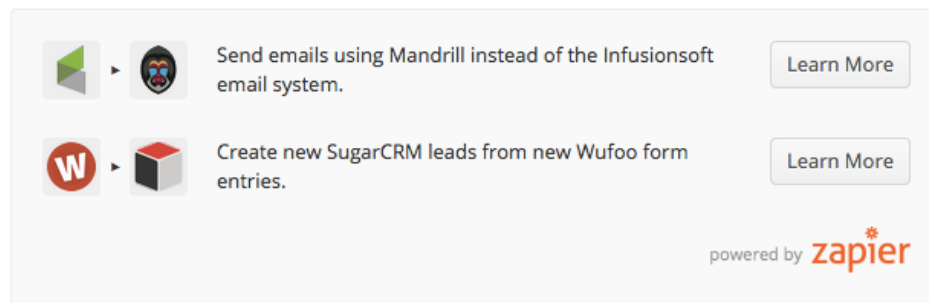 Send emails using Mandrill instead of the Infusionsoft
email system.
Learn More
W
Create new SugarCRM leads from new Wufoo form
entries.
Learn More
powered by zapier